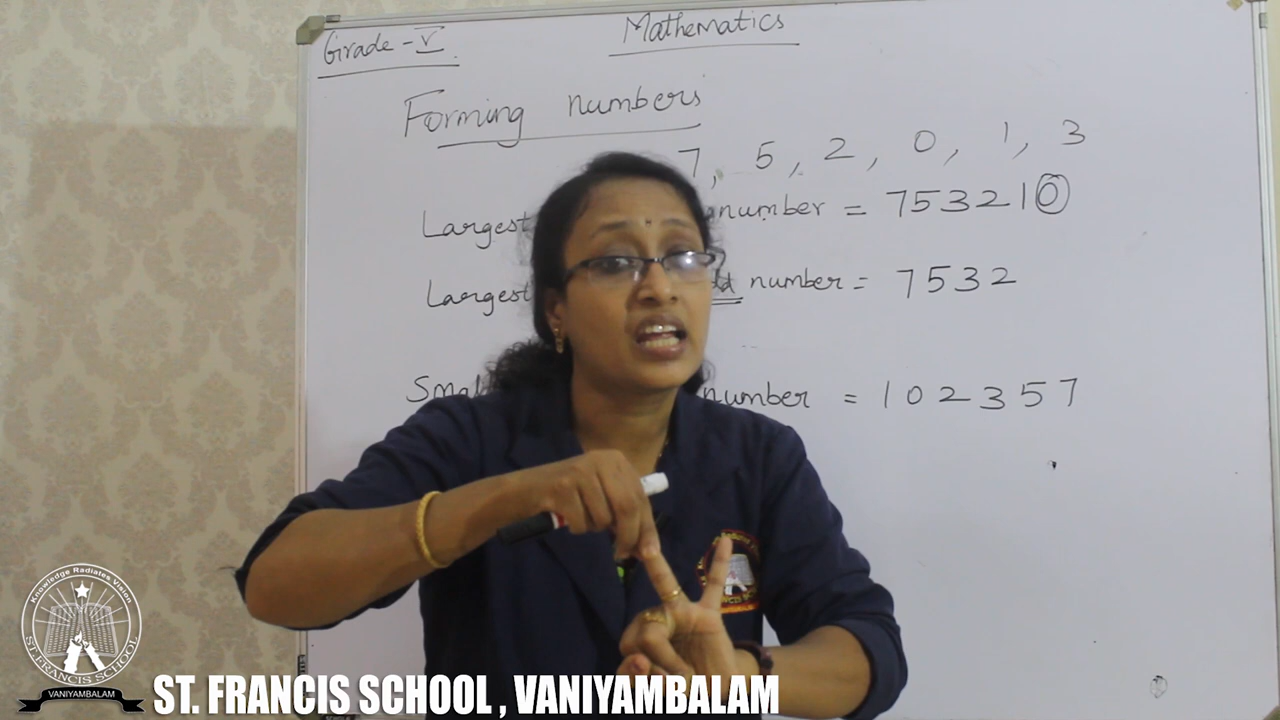 Grade - V
Mathematics
Forming numbers
7, 5, 2, 0, 1, 3
Largest number = 753210
Largest number = 7532
number = 102357
Knowledge Radiates Vision
ST. FRANCIS SCHOOL
VANIYAMBALAM
ST. FRANCIS SCHOOL , VANIYAMBALAM